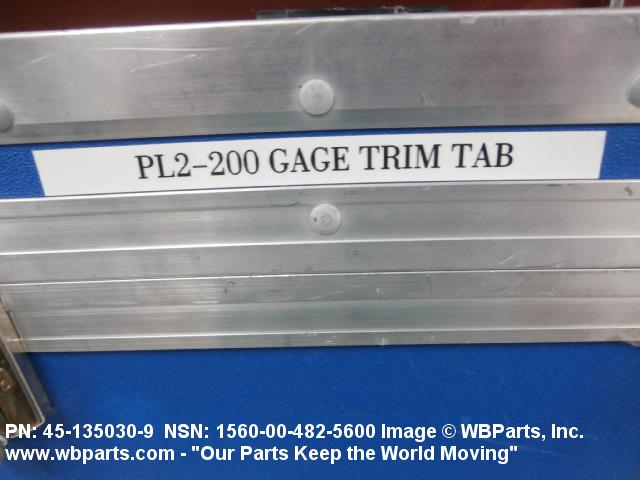 PL2-200 GAGE TRIM TAB
PN: 45-135030-9 NSN: 1560-00-482-5600 Image © WBParts, Inc.
www.wbparts.com - "Our Parts Keep the World Moving"